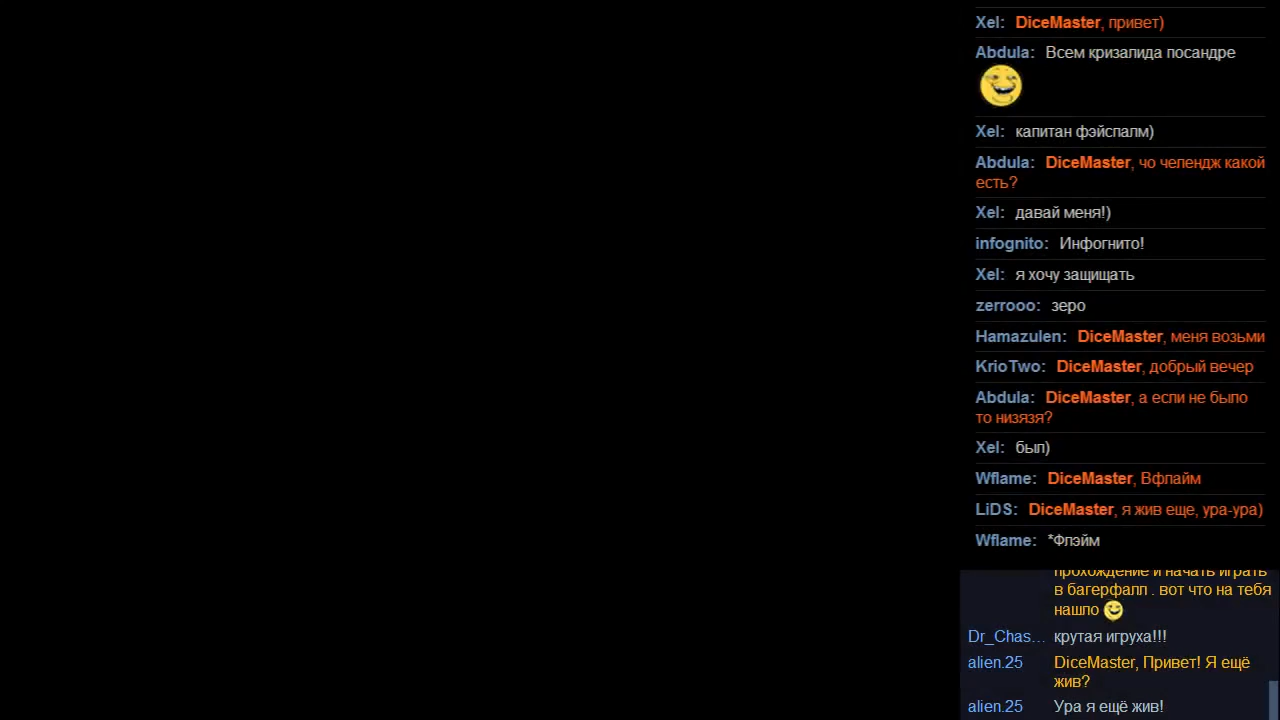 Xel: DiceMaster, привет)
Abdula: Всем кризалида посандре
Xel: капитан фэйспалм)
Abdula: DiceMaster, чо челендж какой
есть?
Xel: давай меня!)
infognito: Инфогнито!
Xel: я хочу защищать
zerrooo: зеро
Hamazulen: DiceMaster, меня возьми
KrioTwo: DiceMaster, добрый вечер
Abdula: DiceMaster, а если не было
то низязя?
Xel: был)
Wflame: DiceMaster, Вфлайм
LiDS: DiceMaster, я жив еще, ура-ура)
Wflame: *Флэйм
прохождение и начать играть
в багерфалл . вот что на тебя
нашло
Dr_Chas... крутая игруха!!!
alien.25 DiceMaster, Привет! Я ещё
жив?
alien.25 Ура я ещё жив!